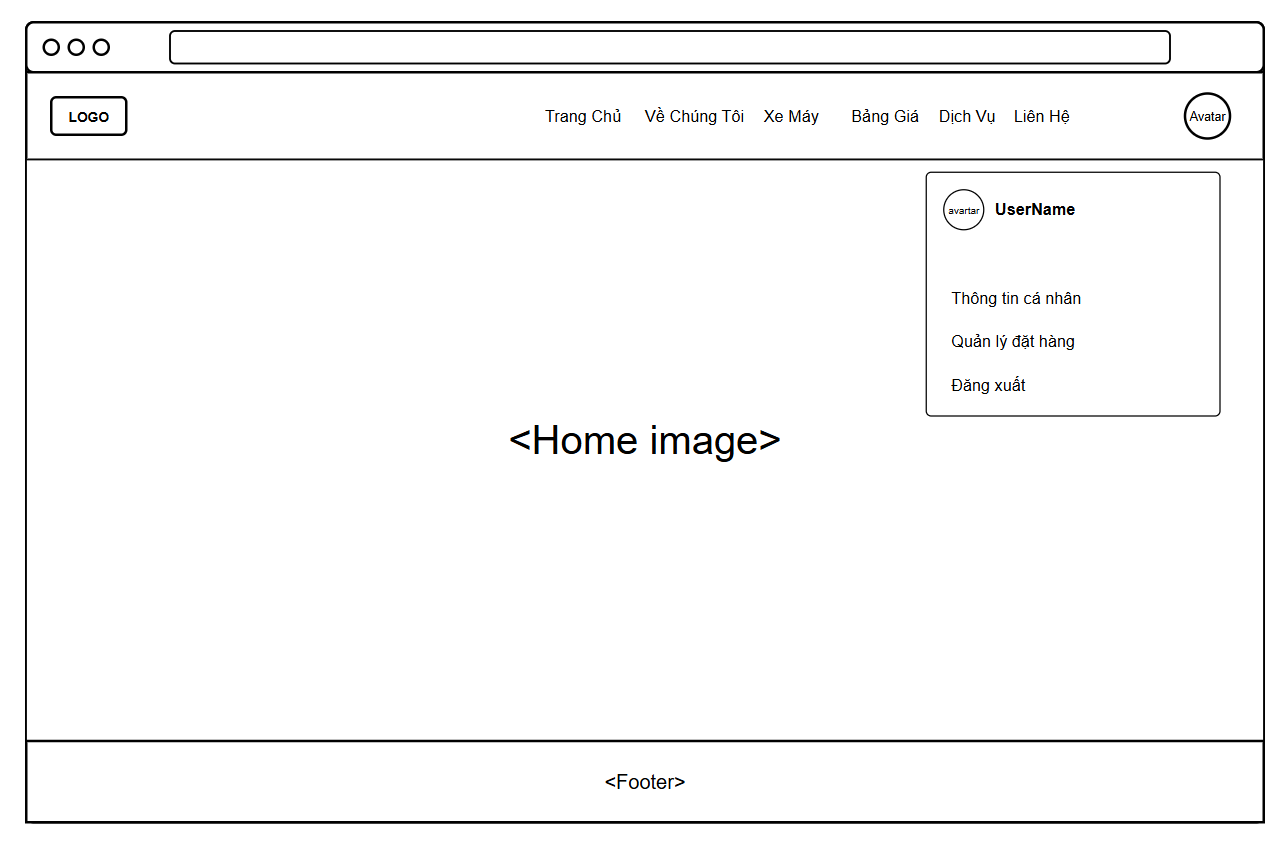 LOGO
Trang Chủ Về Chúng Tôi Xe Máy Bảng Giá Dịch Vụ Liên Hệ
Avatar
avartar
UserName
Thông tin cá nhân
Quản lý đặt hàng
Đăng xuất
<Home image>
<Footer>